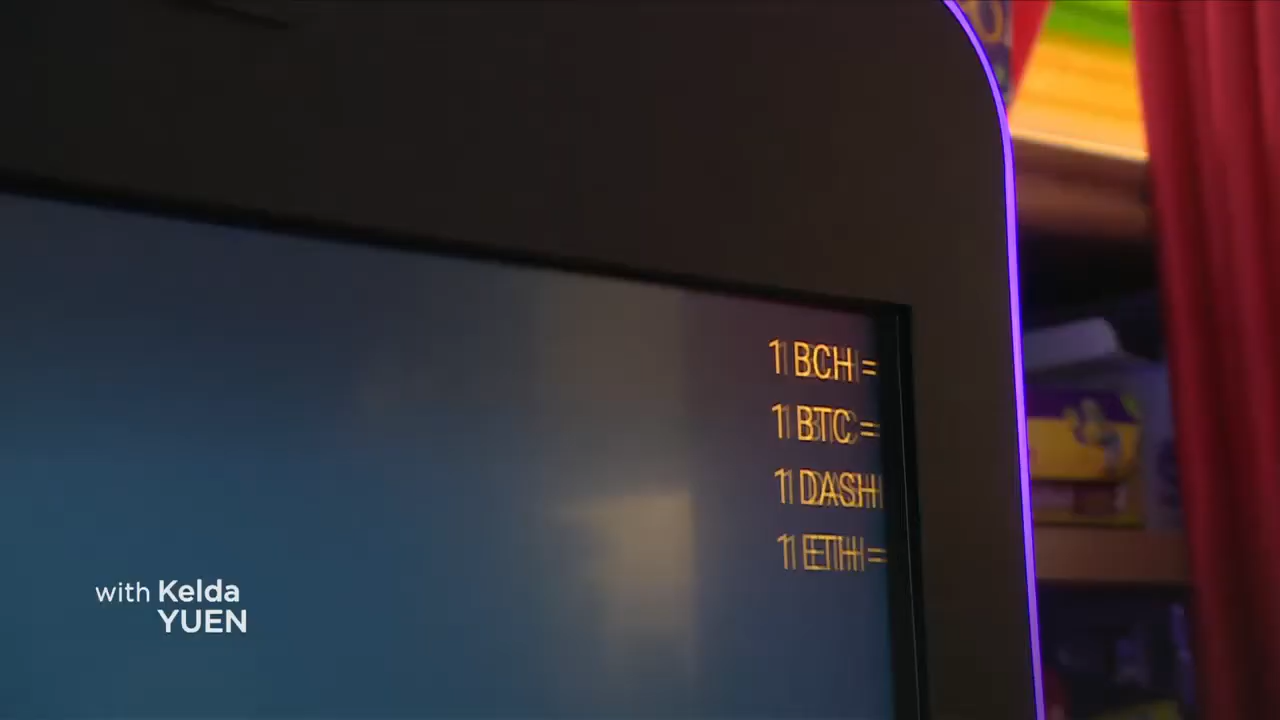 1 BCH =
1 BTC =
1 DASH
1 ETH =
with Kelda
YUEN